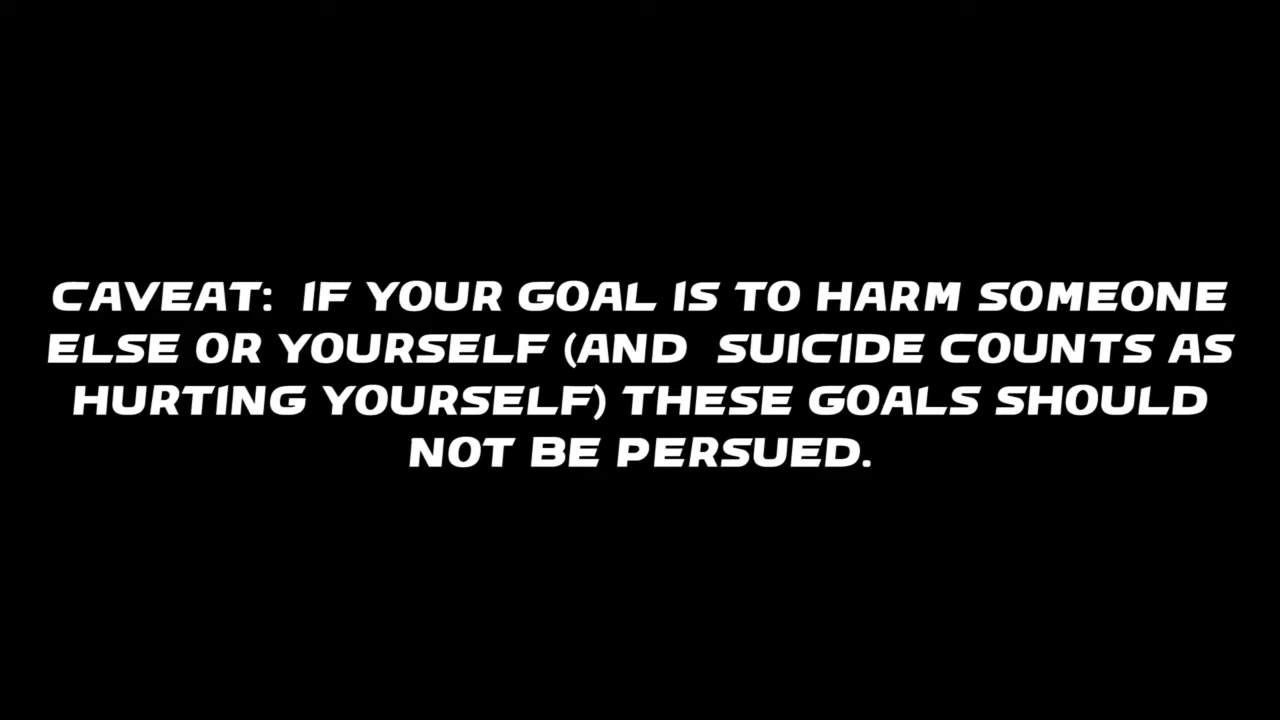 CAVEAT:  IF YOUR GOAL IS TO HARM SOMEONE
ELSE OR YOURSELF (AND  SUICIDE COUNTS AS
HURTING YOURSELF) THESE GOALS SHOULD
NOT BE PERSUED.